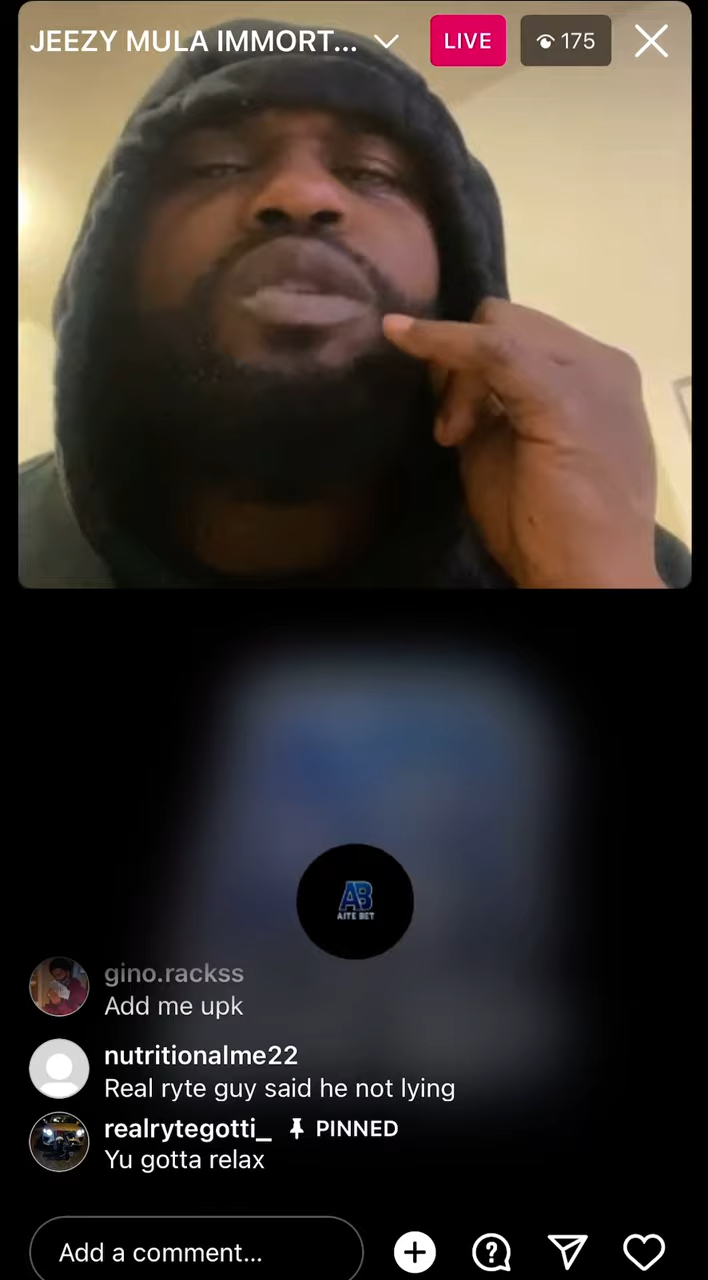 JEEZY MULA IMMORT...
LIVE
175
AB
AITE BET
gino.rackss
Add me upk
nutritionalme22
Real ryte guy said he not lying
realrytegotti_ PINNED
Yu gotta relax
Add a comment...